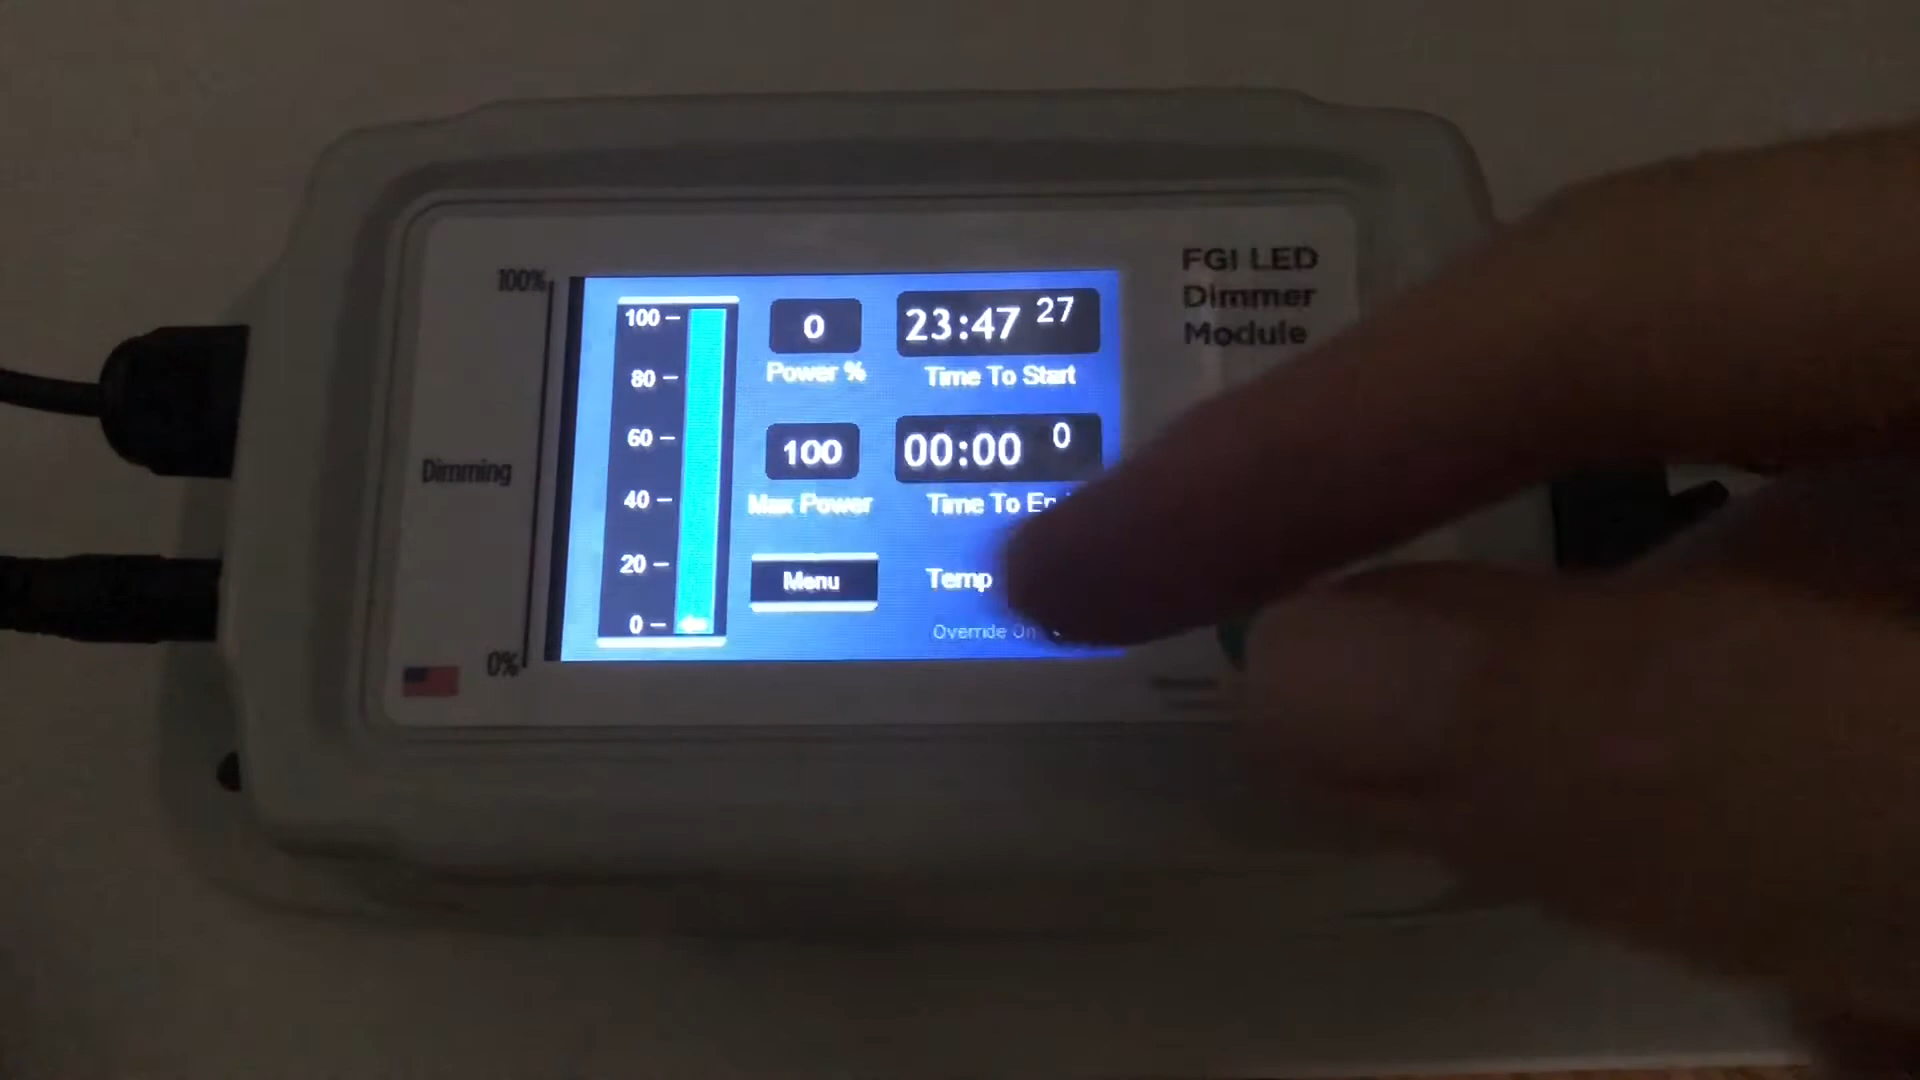 100%
Dimming
0%
100
80
60
40
20
0
0
Power %
100
Max Power
Menu
23:47 27
Time To Start
00:00 0
Time To
Temp
Override On
FGI LED
Dimmer
Module